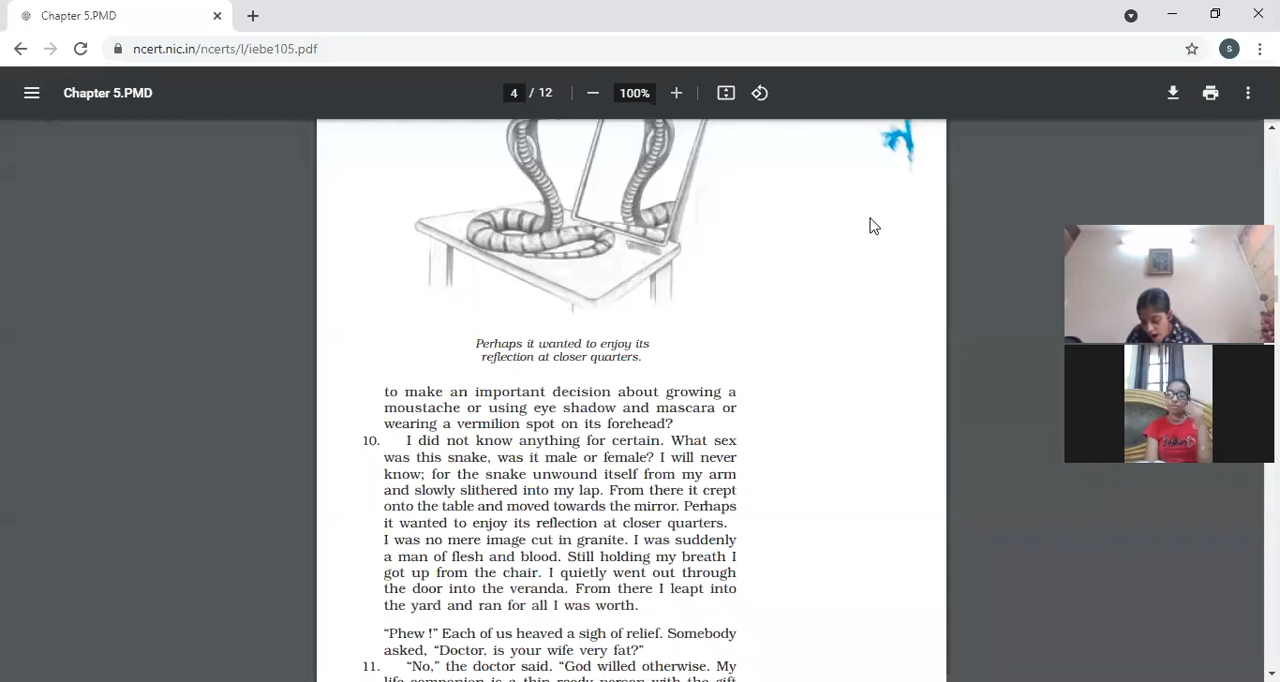 Chapter 5.PMD
ncert.nic.in/ncerts/l/iebe105.pdf
S
Chapter 5.PMD
4 / 12
100%
Perhaps it wanted to enjoy its
reflection at closer quarters.
to make an important decision about growing a
moustache or using eye shadow and mascara or
wearing a vermilion spot on its forehead?
10. I did not know anything for certain. What sex
was this snake, was it male or female? I will never
know; for the snake unwound itself from my arm
and slowly slithered into my lap. From there it crept
onto the table and moved towards the mirror. Perhaps
it wanted to enjoy its reflection at closer quarters.
I was no mere image cut in granite. I was suddenly
a man of flesh and blood. Still holding my breath I
got up from the chair. I quietly went out through
the door into the veranda. From there I leapt into
the yard and ran for all I was worth.
“Phew !” Each of us heaved a sigh of relief. Somebody
asked, “Doctor, is your wife very fat?”
11. “No,” the doctor said. “God willed otherwise. My
life companion is a thin reedy person with the gift